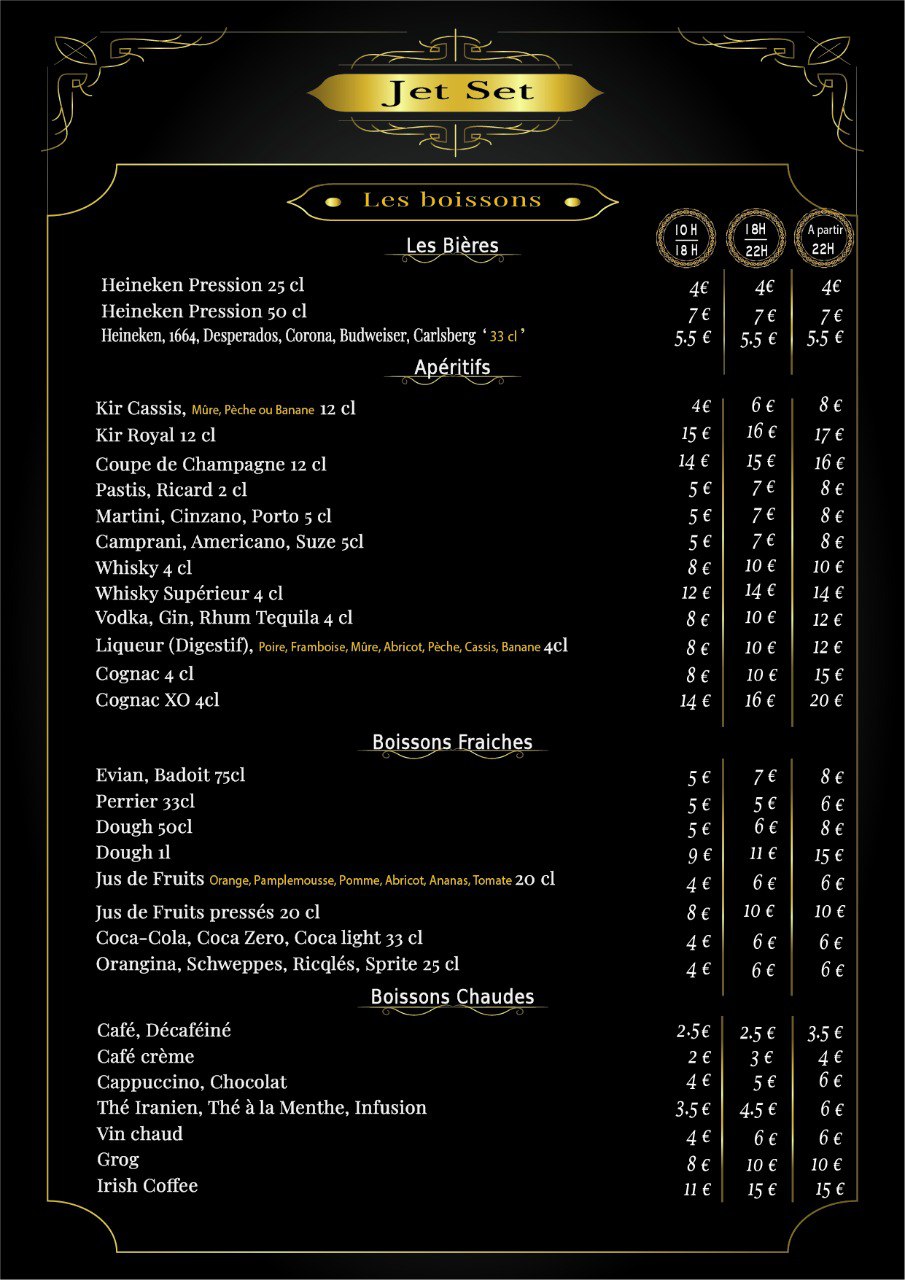 Jet Set
Les boissons
10 H
18 H
18H
22H
A partir
22H
Les Bières
Heineken Pression 25 cl 4€ 4€ 4€
Heineken Pression 50 cl 7 € 7 € 7 €
Heineken, 1664, Desperados, Corona, Budweiser, Carlsberg ‘ 33 cl ’ 5.5 € 5.5 € 5.5 €
Apéritifs
Kir Cassis, Mûre, Pèche ou Banane 12 cl 4€ 6 € 8 €
Kir Royal 12 cl 15 € 16 € 17 €
Coupe de Champagne 12 cl 14 € 15 € 16 €
Pastis, Ricard 2 cl 5 € 7 € 8 €
Martini, Cinzano, Porto 5 cl 5 € 7 € 8 €
Camprani, Americano, Suze 5cl 5 € 7 € 8 €
Whisky 4 cl 8 € 10 € 10 €
Whisky Supérieur 4 cl 12 € 14 € 14 €
Vodka, Gin, Rhum Tequila 4 cl 8 € 10 € 12 €
Liqueur (Digestif), Poire, Framboise, Mûre, Abricot, Pèche, Cassis, Banane 4cl 8 € 10 € 12 €
Cognac 4 cl 8 € 10 € 15 €
Cognac XO 4cl 14 € 16 € 20 €
Boissons Fraiches
Evian, Badoit 75cl 5 € 7 € 8 €
Perrier 33cl 5 € 5 € 6 €
Dough 50cl 5 € 6 € 8 €
Dough 1l 9 € 11 € 15 €
Jus de Fruits Orange, Pamplemousse, Pomme, Abricot, Ananas, Tomate 20 cl 4 € 6 € 6 €
Jus de Fruits pressés 20 cl 8 € 10 € 10 €
Coca-Cola, Coca Zero, Coca light 33 cl 4 € 6 € 6 €
Orangina, Schweppes, Ricqlés, Sprite 25 cl 4 € 6 € 6 €
Boissons Chaudes
Café, Décaféiné 2.5€ 2.5 € 3.5 €
Café crème 2 € 3 € 4 €
Cappuccino, Chocolat 4 € 5 € 6 €
Thé Iranien, Thé à la Menthe, Infusion 3.5 € 4.5 € 6 €
Vin chaud 4 € 6 € 6 €
Grog 8 € 10 € 10 €
Irish Coffee 11 € 15 € 15 €